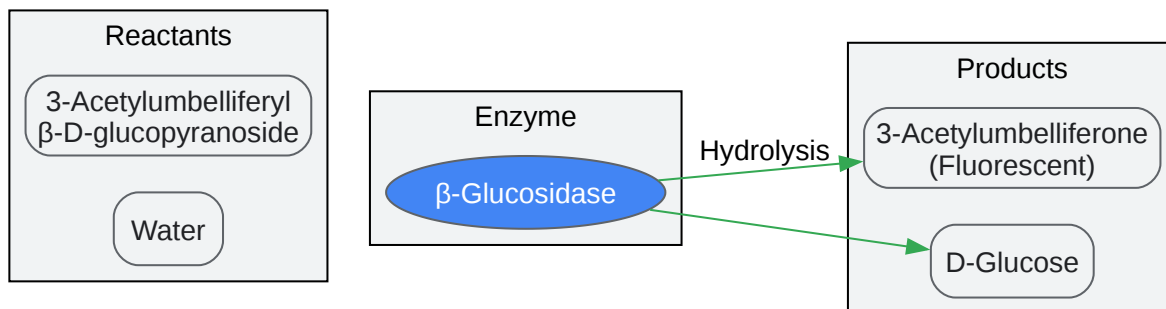 Reactants
3-Acetylumbelliferyl
β-D-glucopyranoside
Water
Enzyme
β-Glucosidase
Hydrolysis
Products
3-Acetylumbelliferone
(Fluorescent)
D-Glucose